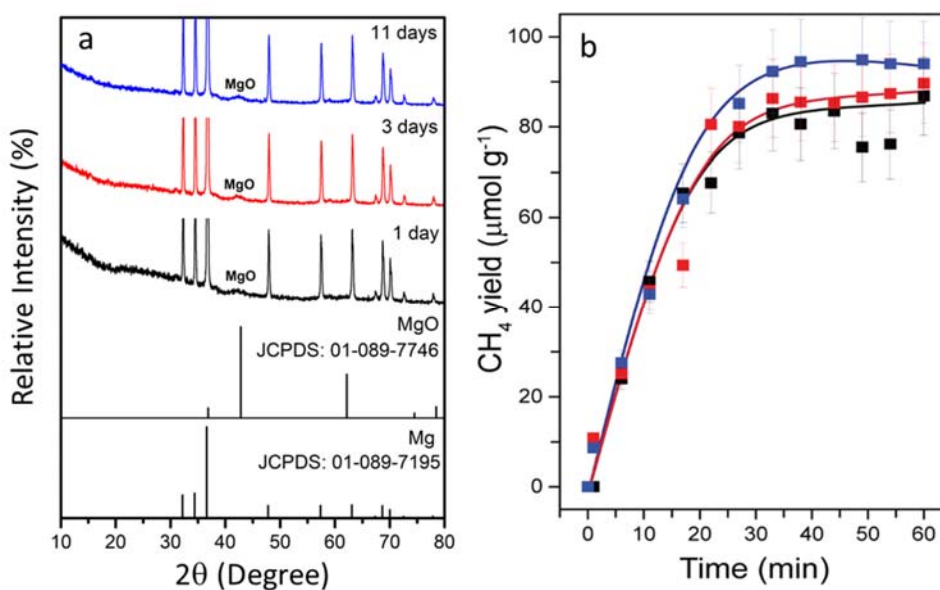 a
11 days
MgO
3 days
MgO
1 day
MgO
MgO
JCPDS: 01-089-7746
Mg
JCPDS: 01-089-7195
10 20 30 40 50 60 70 80
2θ (Degree)
Relative Intensity (%)
b
100
80
60
40
20
0
0 10 20 30 40 50 60
Time (min)
CH₄ yield (μmol g⁻¹)